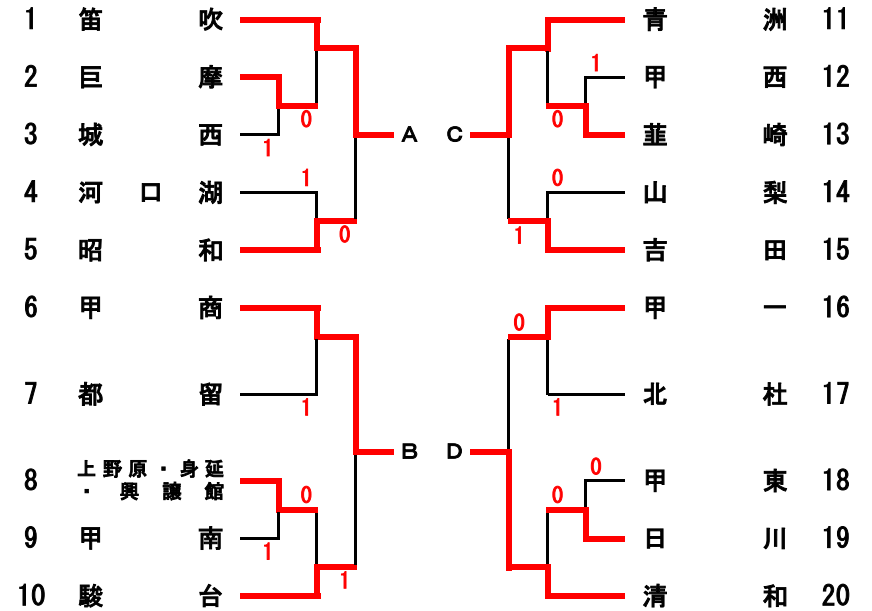 1 笛 吹
2 巨 摩
1
0
3 城 西
4 河 口 湖
1
0
5 昭 和
A
6 甲 商
7 都 留
1
8 上野原・身延
・ 興 譲 館
0
9 甲 南
1
10 駿 台
1
B
青 洲 11
1
甲 西 12
0
韮 崎 13
C
0
山 梨 14
1
吉 田 15
0
甲 一 16
北 杜 17
1
D
0
甲 東 18
0
日 川 19
清 和 20